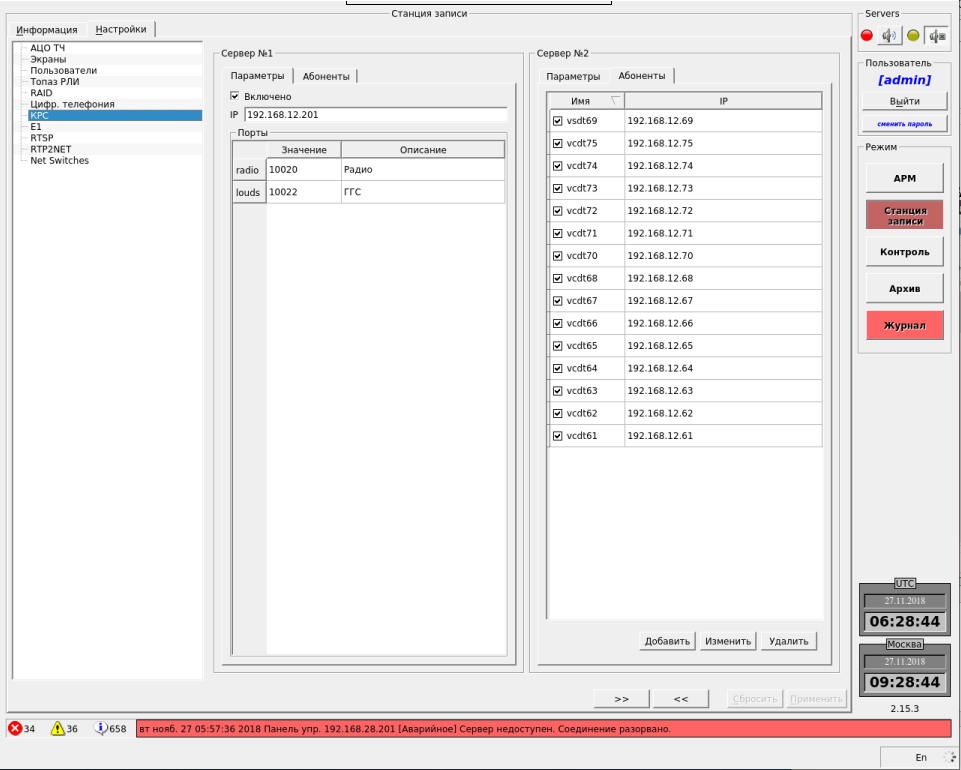 Станция записи
Информация
Настройки
АЦО ТЧ
Экраны
Пользователи
Топаз РЛИ
RAID
Цифр. телефония
КРС
E1
RTSP
RTP2NET
Net Switches
Сервер №1
Параметры
Абоненты
Включено
IP 192.168.12.201
Порты
Значение Описание
radio 10020 Радио
louds 10022 ГГС
Сервер №2
Параметры
Абоненты
Имя IP
vsdt69 192.168.12.69
vcdt75 192.168.12.75
vcdt74 192.168.12.74
vcdt73 192.168.12.73
vcdt72 192.168.12.72
vcdt71 192.168.12.71
vcdt70 192.168.12.70
vcdt68 192.168.12.68
vcdt67 192.168.12.67
vcdt66 192.168.12.66
vcdt65 192.168.12.65
vcdt64 192.168.12.64
vcdt63 192.168.12.63
vcdt62 192.168.12.62
vcdt61 192.168.12.61
Добавить Изменить Удалить
>> << Сбросить Применить
Servers
Пользователь
[admin]
Выйти
сменить пароль
Режим
АРМ
Станция
записи
Контроль
Архив
Журнал
UTC
27.11.2018
06:28:44
Москва
27.11.2018
09:28:44
2.15.3
34 36 658 вт нояб. 27 05:57:36 2018 Панель упр. 192.168.28.201 [Аварийное] Сервер недоступен. Соединение разорвано.
En